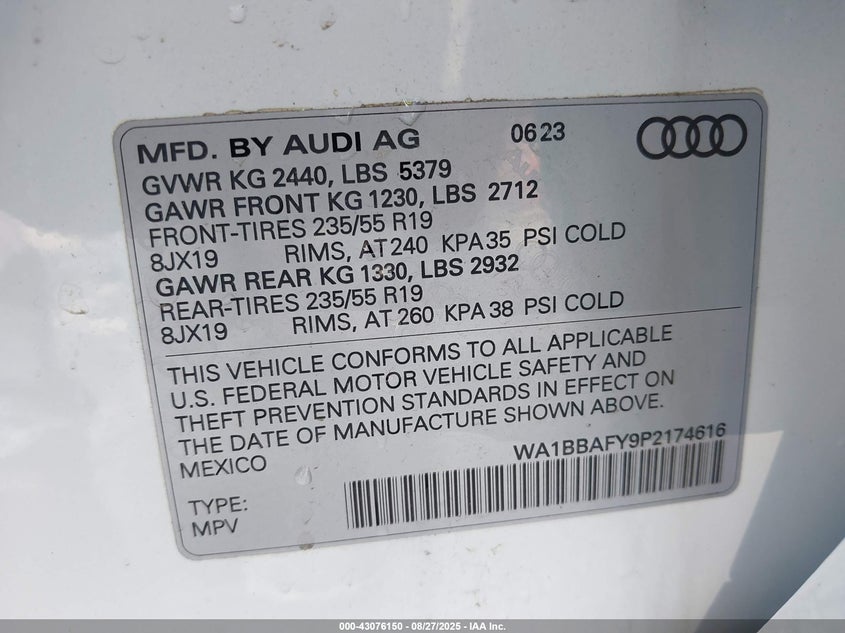 MFD. BY AUDI AG 0623
GVWR KG 2440, LBS 5379
GAWR FRONT KG 1230, LBS 2712
FRONT-TIRES 235/55 R19
8JX19 RIMS, AT 240 KPA 35 PSI COLD
GAWR REAR KG 1330, LBS 2932
REAR-TIRES 235/55 R19
8JX19 RIMS, AT 260 KPA 38 PSI COLD
THIS VEHICLE CONFORMS TO ALL APPLICABLE
U.S. FEDERAL MOTOR VEHICLE SAFETY AND
THEFT PREVENTION STANDARDS IN EFFECT ON
THE DATE OF MANUFACTURE SHOWN ABOVE.
MEXICO WA1BBAFY9P2174616
TYPE:
MPV
000-43076150 - 08/27/2025 - IAA Inc.